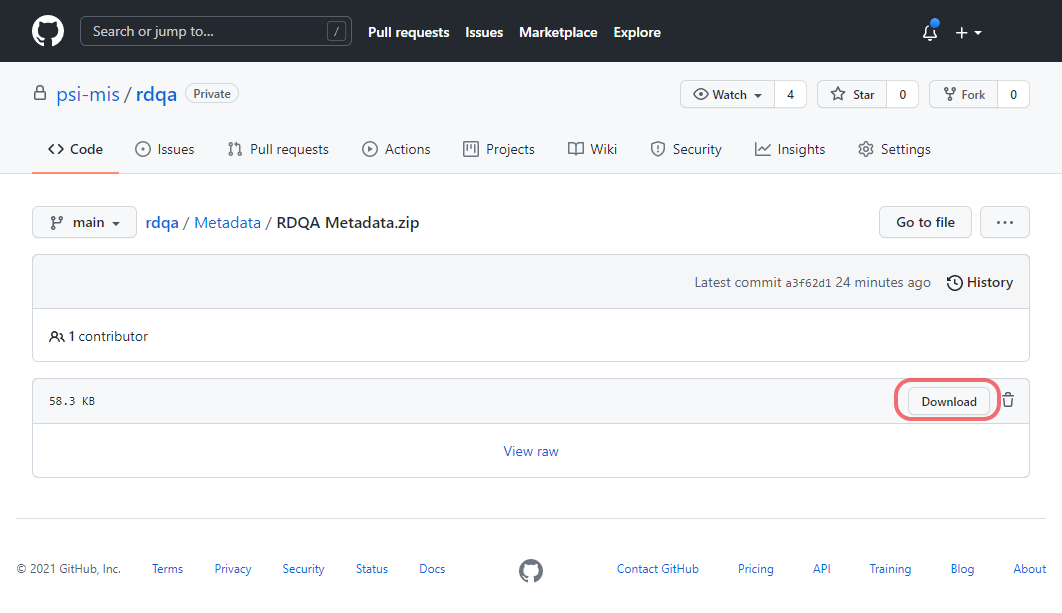 Search or jump to... / Pull requests Issues Marketplace Explore
psi-mis / rdqa Private Watch 4 Star 0 Fork 0
Code Issues Pull requests Actions Projects Wiki Security Insights Settings
main rdqa / Metadata / RDQA Metadata.zip Go to file ...
Latest commit a3f62d1 24 minutes ago History
1 contributor
58.3 KB Download
View raw
© 2021 GitHub, Inc. Terms Privacy Security Status Docs Contact GitHub Pricing API Training Blog About